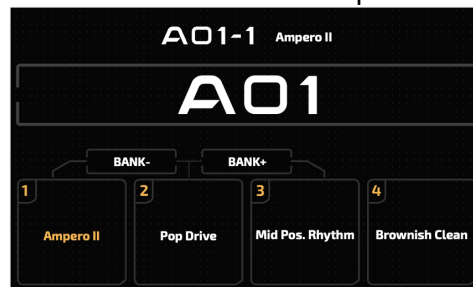 A01-1 Ampero II
A01
BANK- BANK+
1 2 3 4
Ampero II Pop Drive Mid Pos. Rhythm Brownish Clean